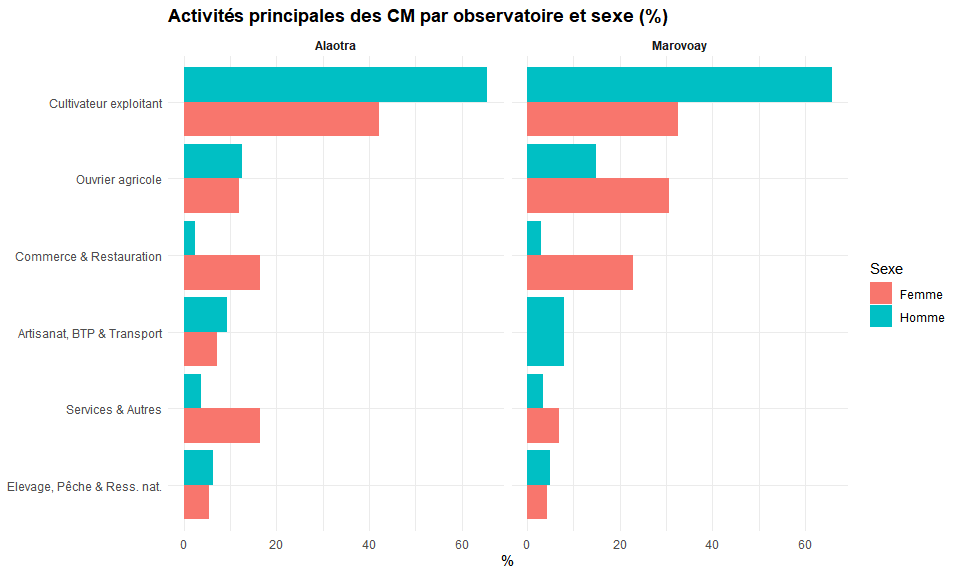 Activités principales des CM par observatoire et sexe (%)
Alaotra
Marovoay
Cultivateur exploitant
Ouvrier agricole
Commerce & Restauration
Artisanat, BTP & Transport
Services & Autres
Elevage, Pêche & Ress. nat.
0 20 40 60
0 20 40 60
%
Sexe
Femme
Homme